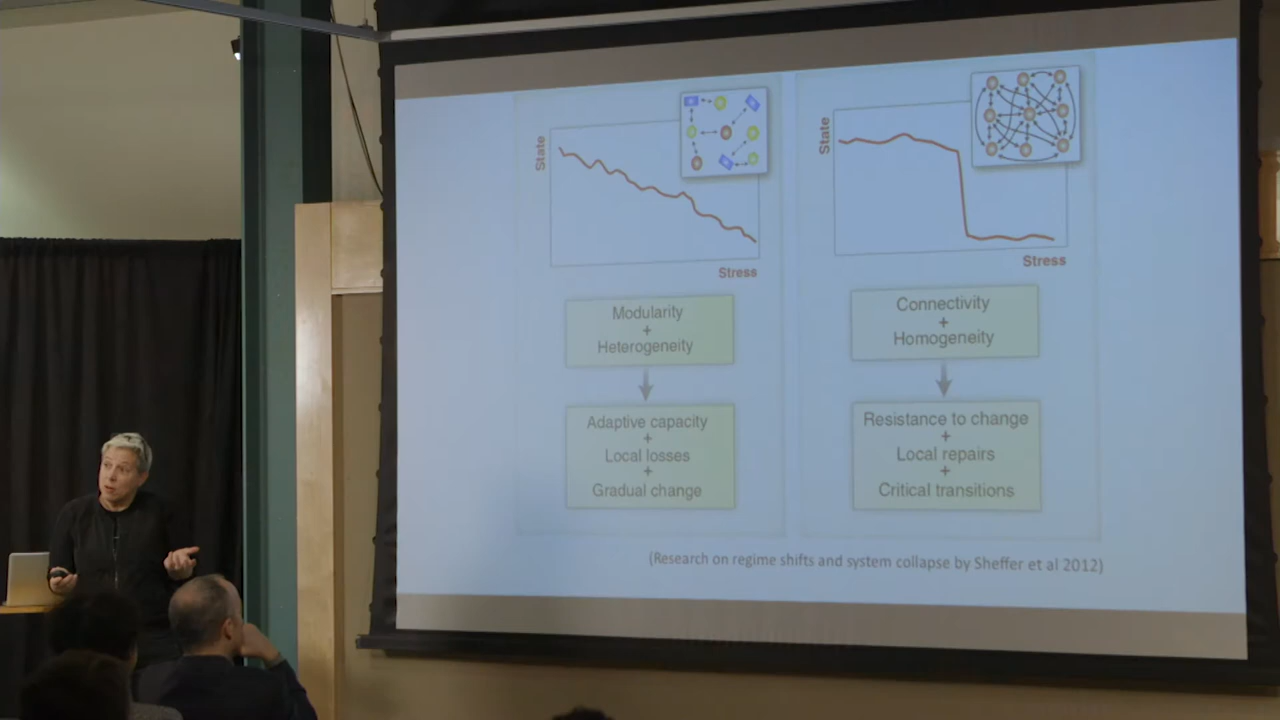 State
Stress
Modularity
+
Heterogeneity
Adaptive capacity
+
Local losses
+
Gradual change
State
Stress
Connectivity
+
Homogeneity
Resistance to change
+
Local repairs
+
Critical transitions
(Research on regime shifts and system collapse by Sheffer et al 2012)